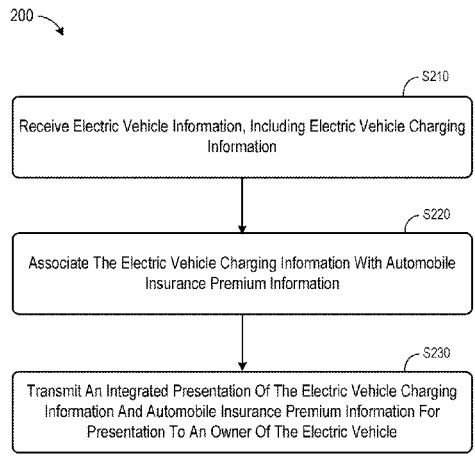 200
S210
Receive Electric Vehicle Information, Including Electric Vehicle Charging
Information
S220
Associate The Electric Vehicle Charging Information With Automobile
Insurance Premium Information
S230
Transmit An Integrated Presentation Of The Electric Vehicle Charging
Information And Automobile Insurance Premium Information For
Presentation To An Owner Of The Electric Vehicle